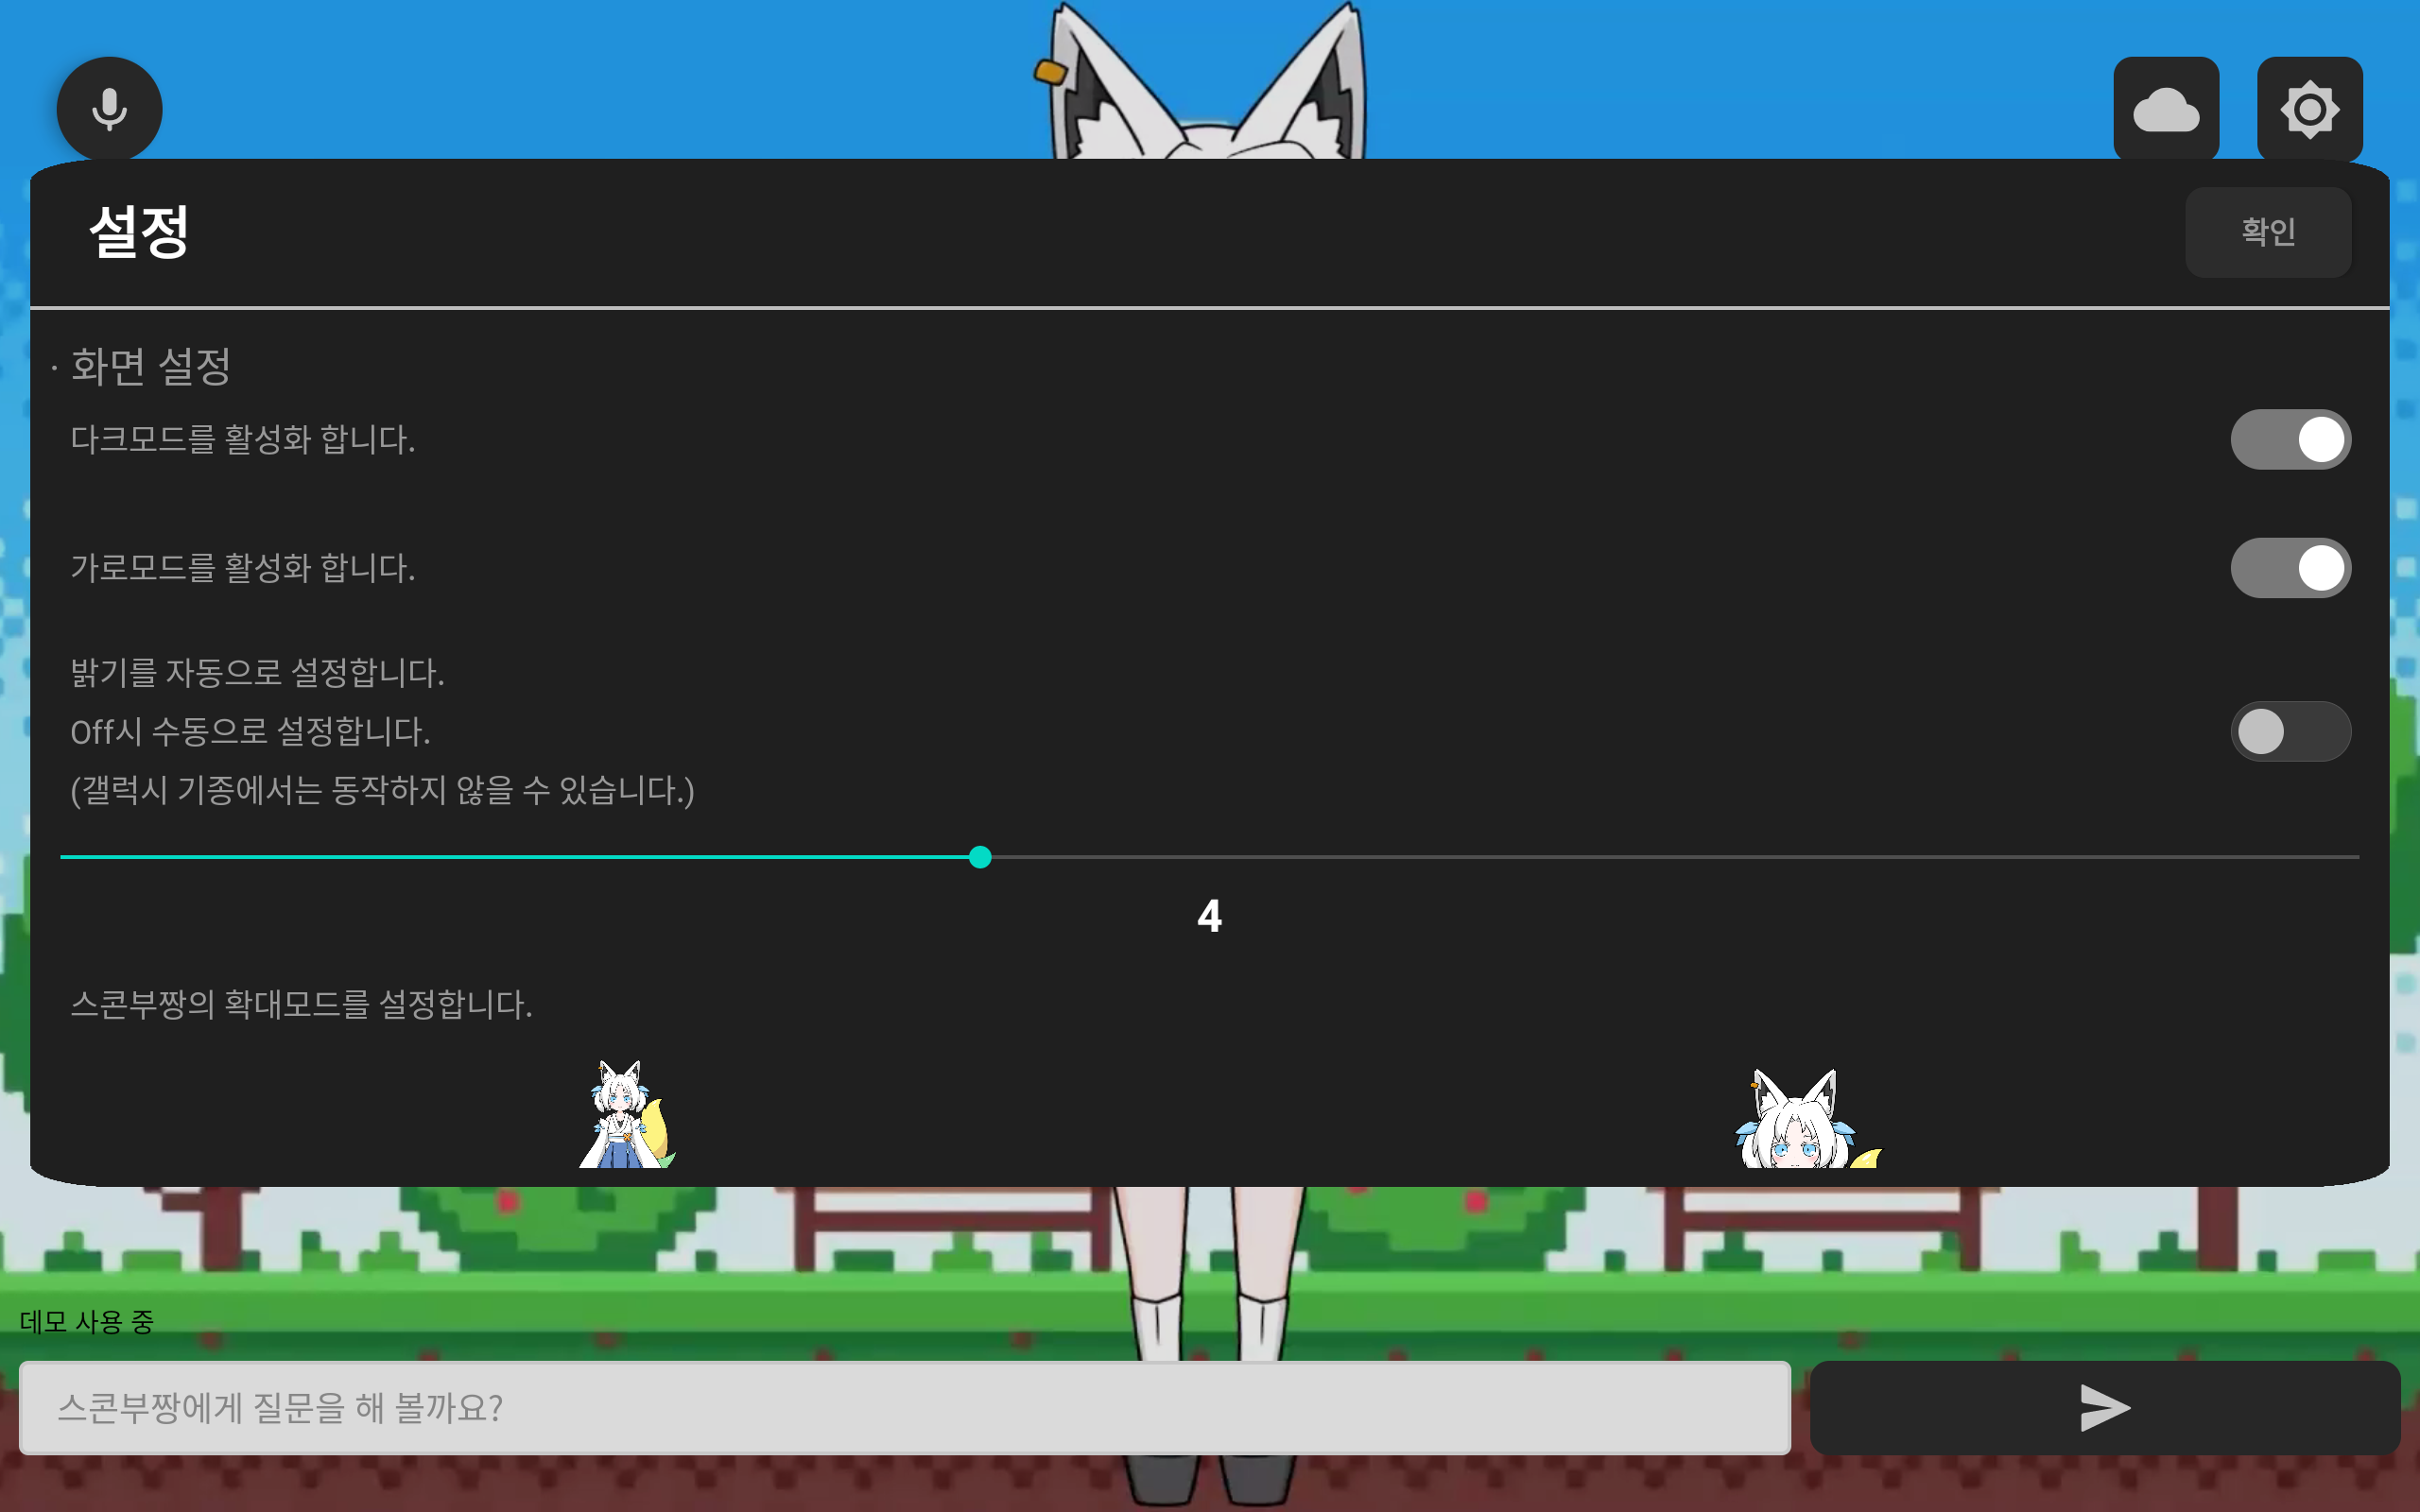 설정
확인
· 화면 설정
다크모드를 활성화 합니다.
가로모드를 활성화 합니다.
밝기를 자동으로 설정합니다.
Off시 수동으로 설정합니다.
(갤럭시 기종에서는 동작하지 않을 수 있습니다.)
4
스콘부짱의 확대모드를 설정합니다.
데모 사용 중
스콘부짱에게 질문을 해 볼까요?